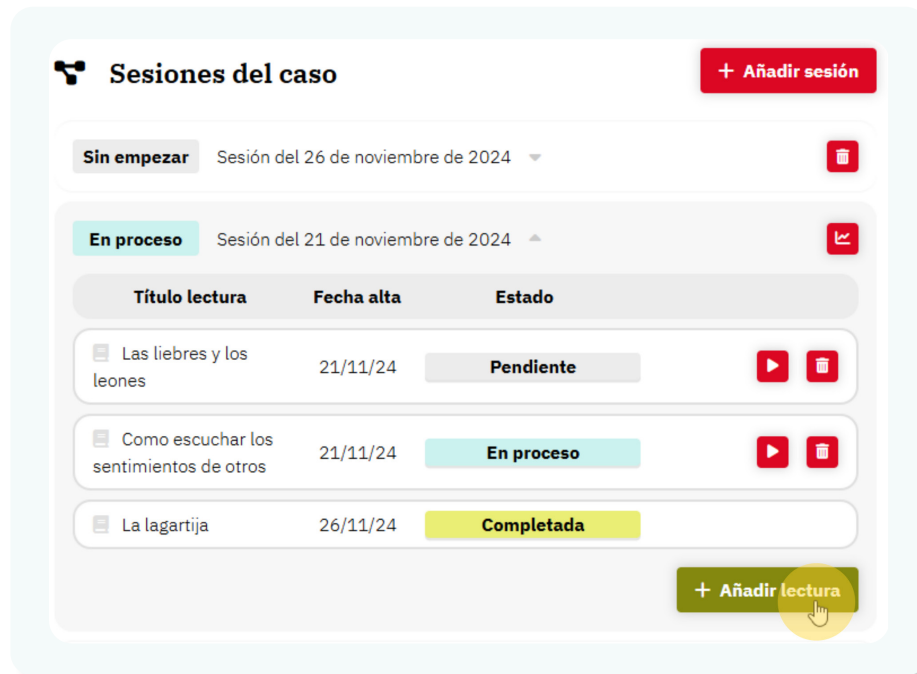 Sesiones del caso
+ Añadir sesión
Sin empezar Sesión del 26 de noviembre de 2024
En proceso Sesión del 21 de noviembre de 2024
Título lectura Fecha alta Estado
Las liebres y los
leones 21/11/24 Pendiente
Como escuchar los
sentimientos de otros 21/11/24 En proceso
La lagartija 26/11/24 Completada
+ Añadir lectura